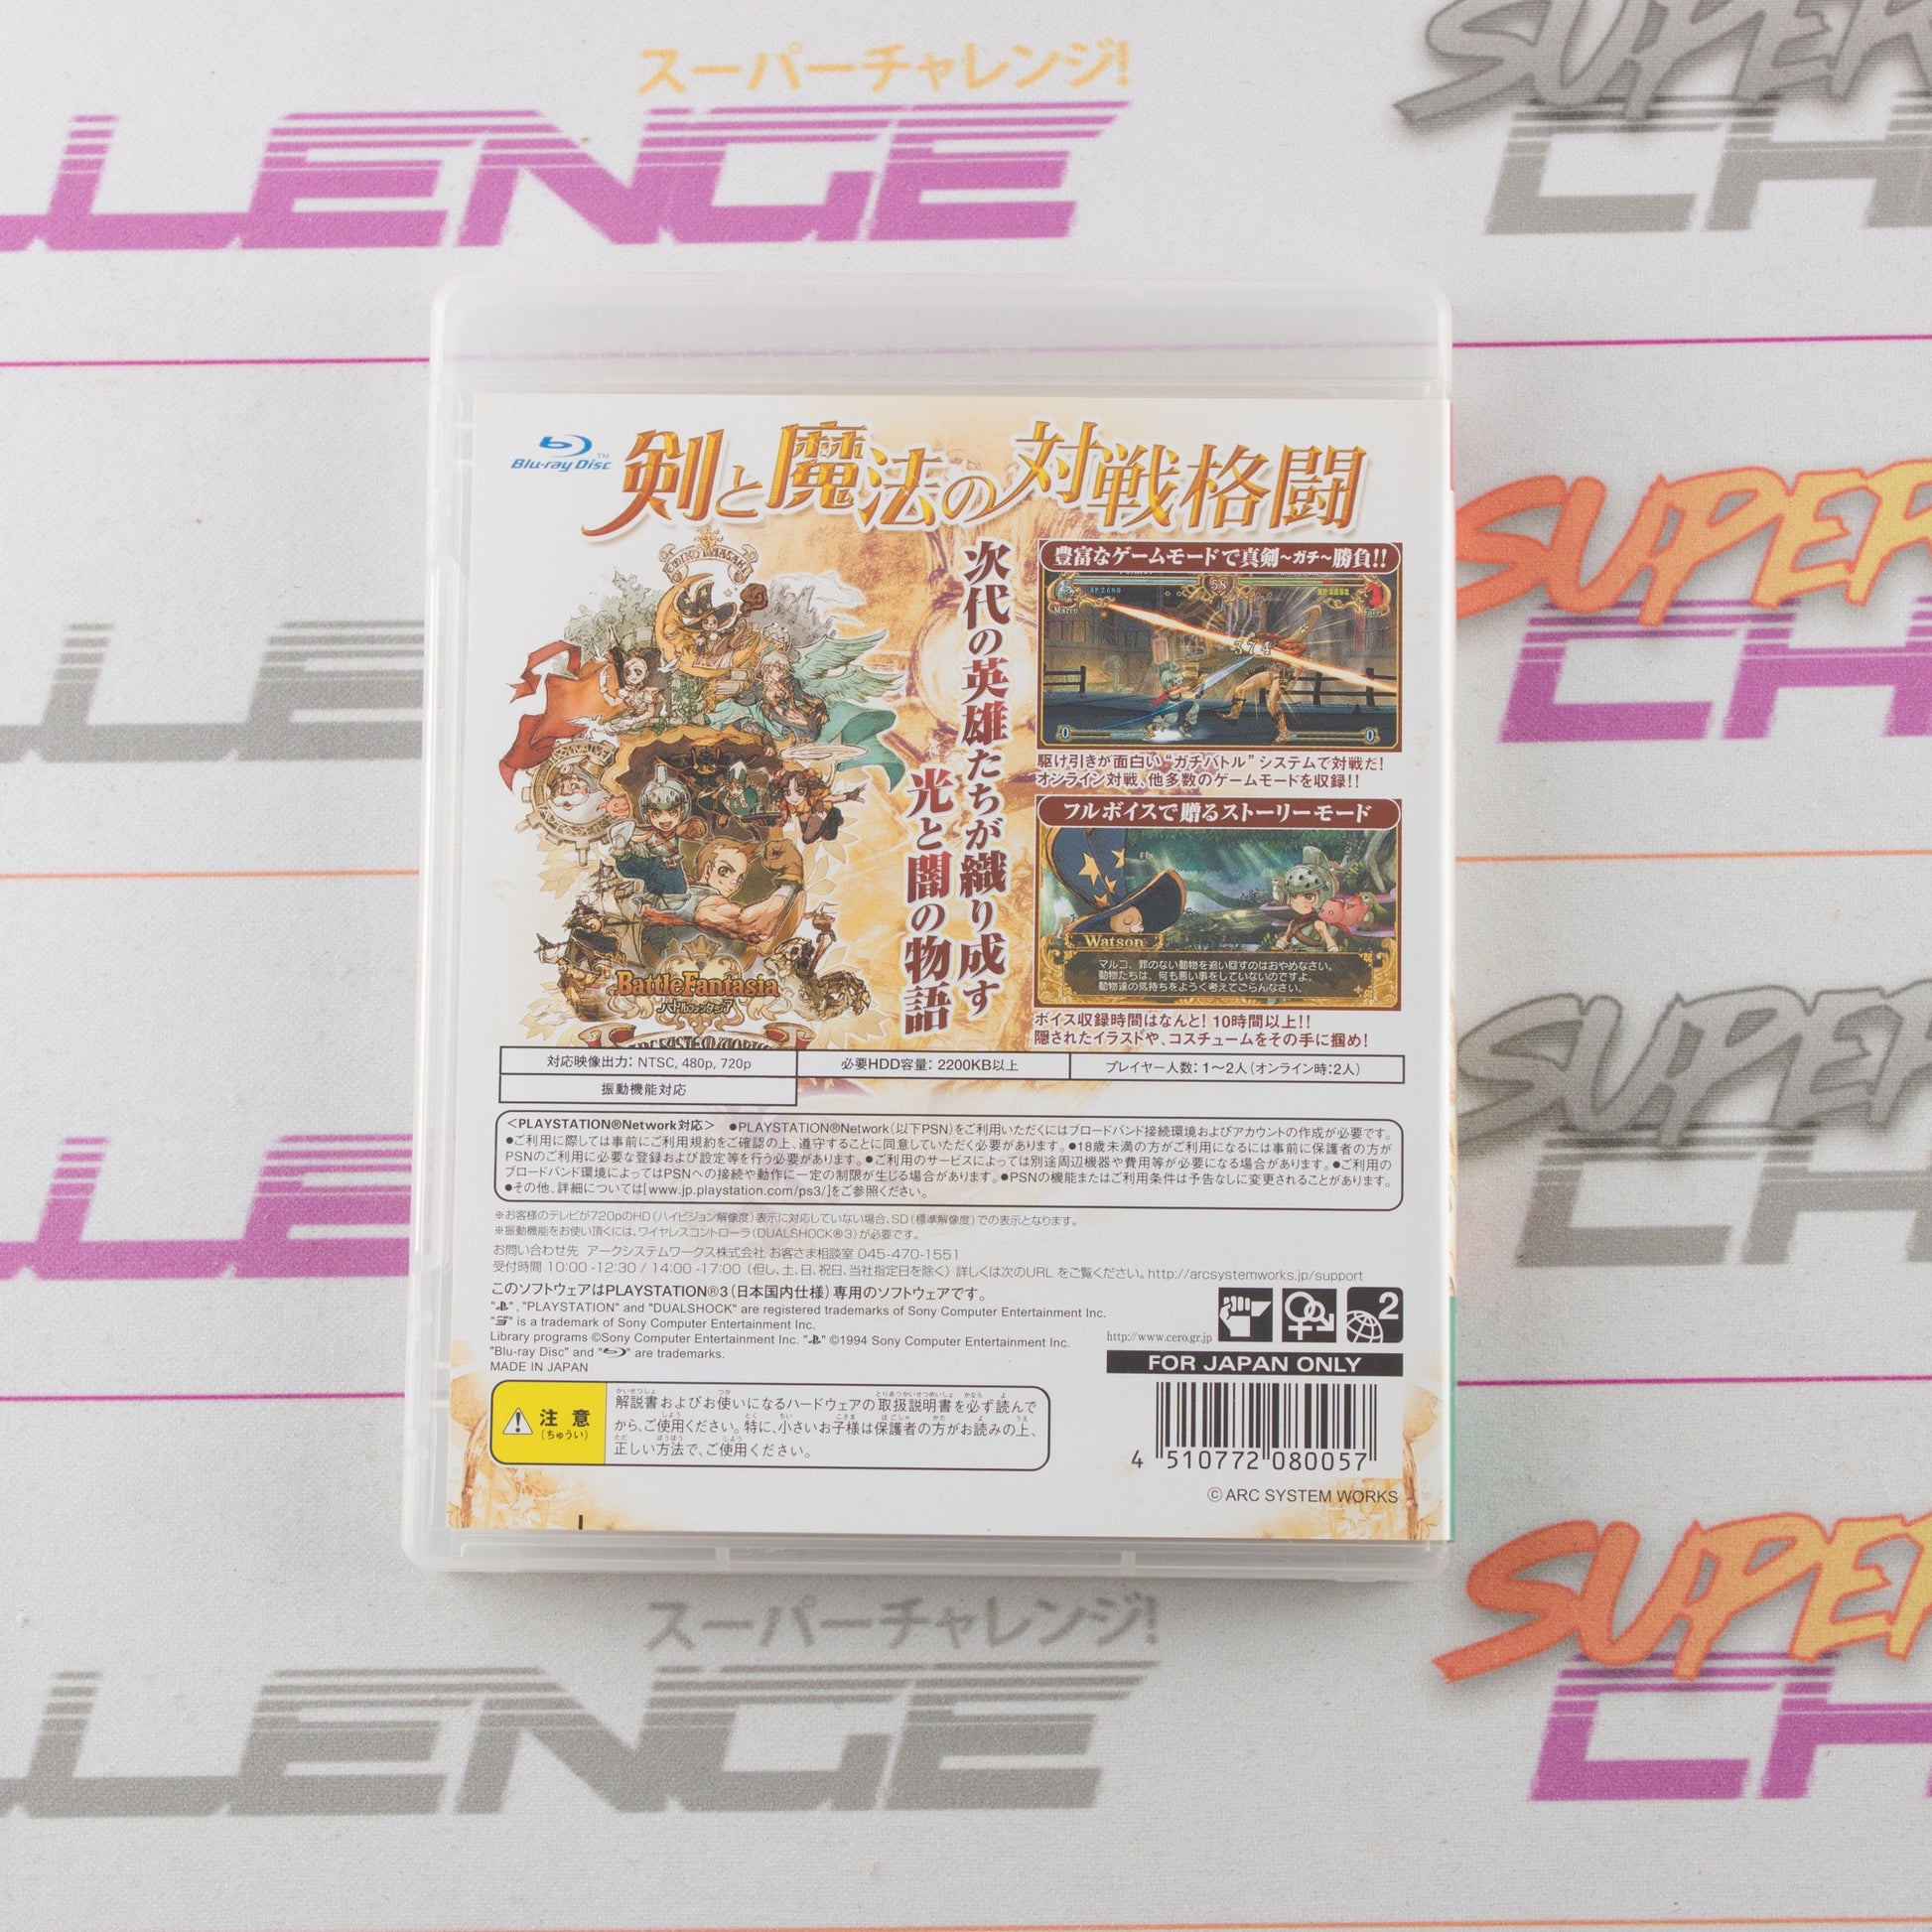 スーパーチャレンジ!
LENGE
SUPER
CH
Blu-ray Disc™
剣と魔法の対戦格闘
次代の英雄たちが織り成す
光と闇の物語
Battle Fantasia
バトルファンタジア
豊富なゲームモードで真剣～ガチ～勝負!!
58
Marco
374
0
0
駆け引きが面白い“ガチバトル”システムで対戦だ!
オンライン対戦、他多数のゲームモードを収録!!
フルボイスで贈るストーリーモード
Watson
マルコ、罪のない動物を追い回すのはおやめなさい。
動物たちは、何も悪い事をしていないのですよ。
動物達の気持ちをようく考えてごらんなさい。
ボイス収録時間はなんと! 10時間以上!!
隠されたイラストや、コスチュームをその手に掴め!
対応映像出力: NTSC, 480p, 720p
必要HDD容量: 2200KB以上
プレイヤー人数: 1～2人(オンライン時:2人)
振動機能対応
＜PLAYSTATION®Network対応＞ ●PLAYSTATION®Network(以下PSN)をご利用いただくにはブロードバンド接続環境およびアカウントの作成が必要です。
●ご利用に際しては事前にご利用規約をご確認の上、遵守することに同意していただく必要があります。●18歳未満の方がご利用になるには事前に保護者の方が
PSNのご利用に必要な登録および設定等を行う必要があります。●ご利用のサービスによっては別途周辺機器や費用等が必要になる場合があります。●ご利用の
ブロードバンド環境によってはPSNへの接続や動作に一定の制限が生じる場合があります。●PSNの機能またはご利用条件は予告なしに変更されることがあります。
●その他、詳細については[www.jp.playstation.com/ps3/]をご参照ください。
※お客様のテレビが720pのHD(ハイビジョン解像度)表示に対応していない場合、SD(標準解像度)での表示となります。
※振動機能をお使い頂くには、ワイヤレスコントローラ(DUALSHOCK®3)が必要です。
お問い合わせ先 アークシステムワークス株式会社 お客さま相談室 045-470-1551
受付時間 10:00 -12:30 / 14:00 -17:00 (但し、土、日、祝日、当社指定日を除く) 詳しくは次のURL をご覧ください。http://arcsystemworks.jp/support
このソフトウェアはPLAYSTATION®3(日本国内仕様)専用のソフトウェアです。
" ", "PLAYSTATION" and "DUALSHOCK" are registered trademarks of Sony Computer Entertainment Inc.
" " is a trademark of Sony Computer Entertainment Inc.
Library programs ©Sony Computer Entertainment Inc. " " ©1994 Sony Computer Entertainment Inc.
"Blu-ray Disc" and " " are trademarks.
MADE IN JAPAN
http://www.cero.gr.jp
2
FOR JAPAN ONLY
注意
(ちゅうい)
解説書およびお使いになるハードウェアの取扱説明書を必ず読んで
から、ご使用ください。特に、小さいお子様は保護者の方がお読みの上、
正しい方法で、ご使用ください。
4 510772 080057
© ARC SYSTEM WORKS
SUPER
CH
LENGE
SUPER
CH
LENGE
スーパーチャレンジ!
LENGE
SUPER
CH